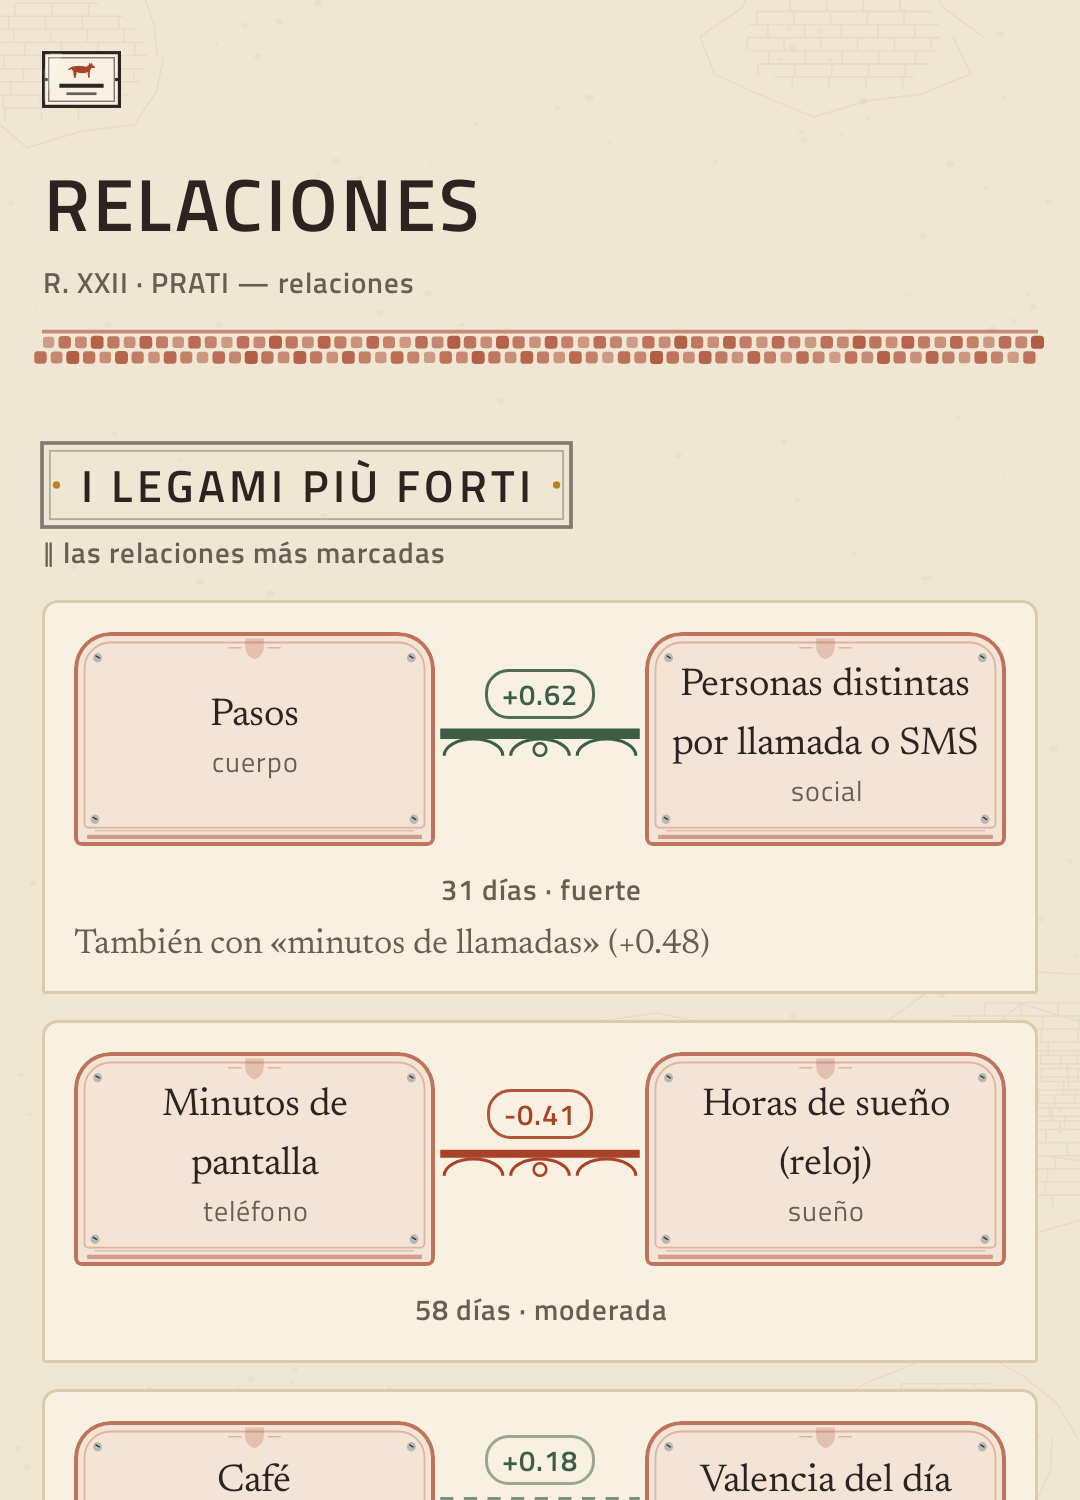 RELACIONES
R. XXII · PRATI — relaciones
I LEGAMI PIÙ FORTI
‖ las relaciones más marcadas
Pasos
cuerpo
+0.62
Personas distintas
por llamada o SMS
social
31 días · fuerte
También con «minutos de llamadas» (+0.48)
Minutos de
pantalla
teléfono
-0.41
Horas de sueño
(reloj)
sueño
58 días · moderada
Café
+0.18
Valencia del día